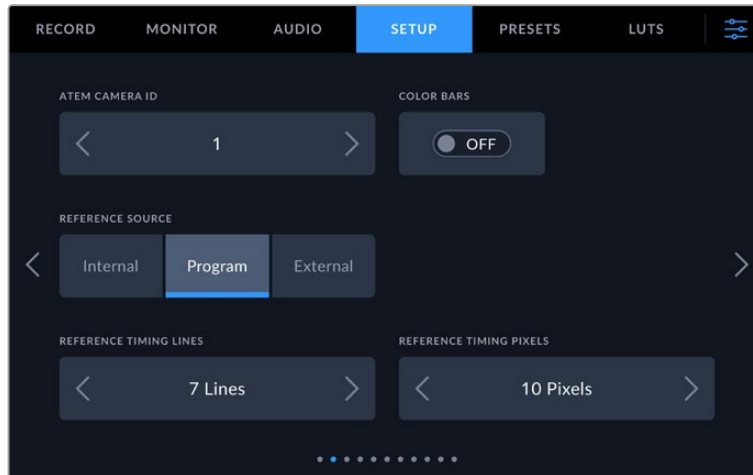 RECORD MONITOR AUDIO SETUP PRESETS LUTS
ATEM CAMERA ID COLOR BARS
1 OFF
REFERENCE SOURCE
Internal Program External
REFERENCE TIMING LINES REFERENCE TIMING PIXELS
7 Lines 10 Pixels